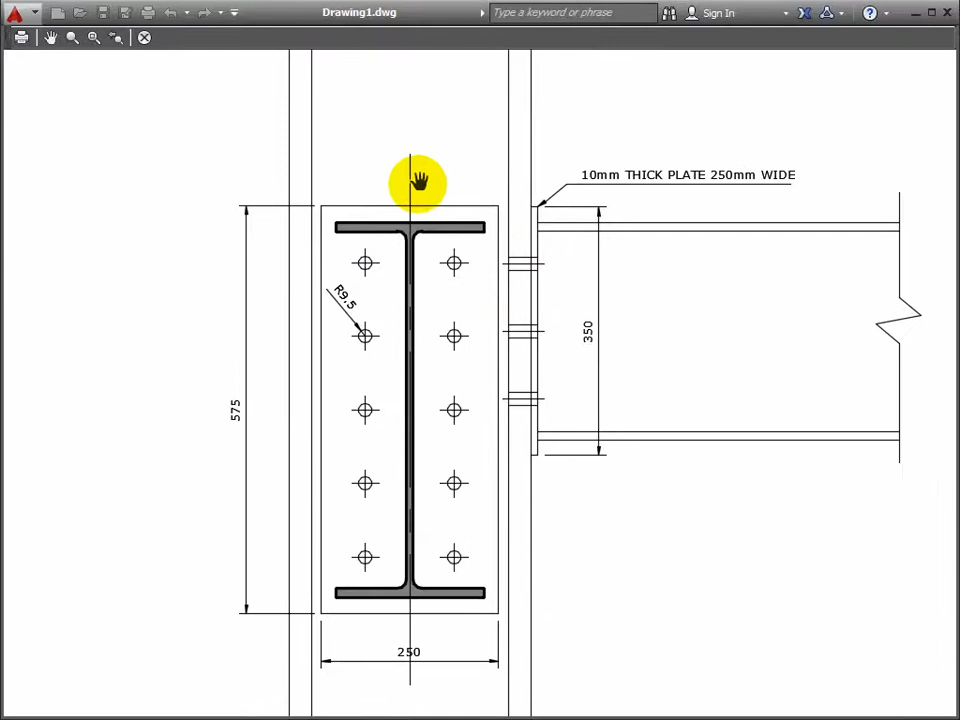 Drawing1.dwg
Type a keyword or phrase
Sign In
10mm THICK PLATE 250mm WIDE
R9,5
350
575
250